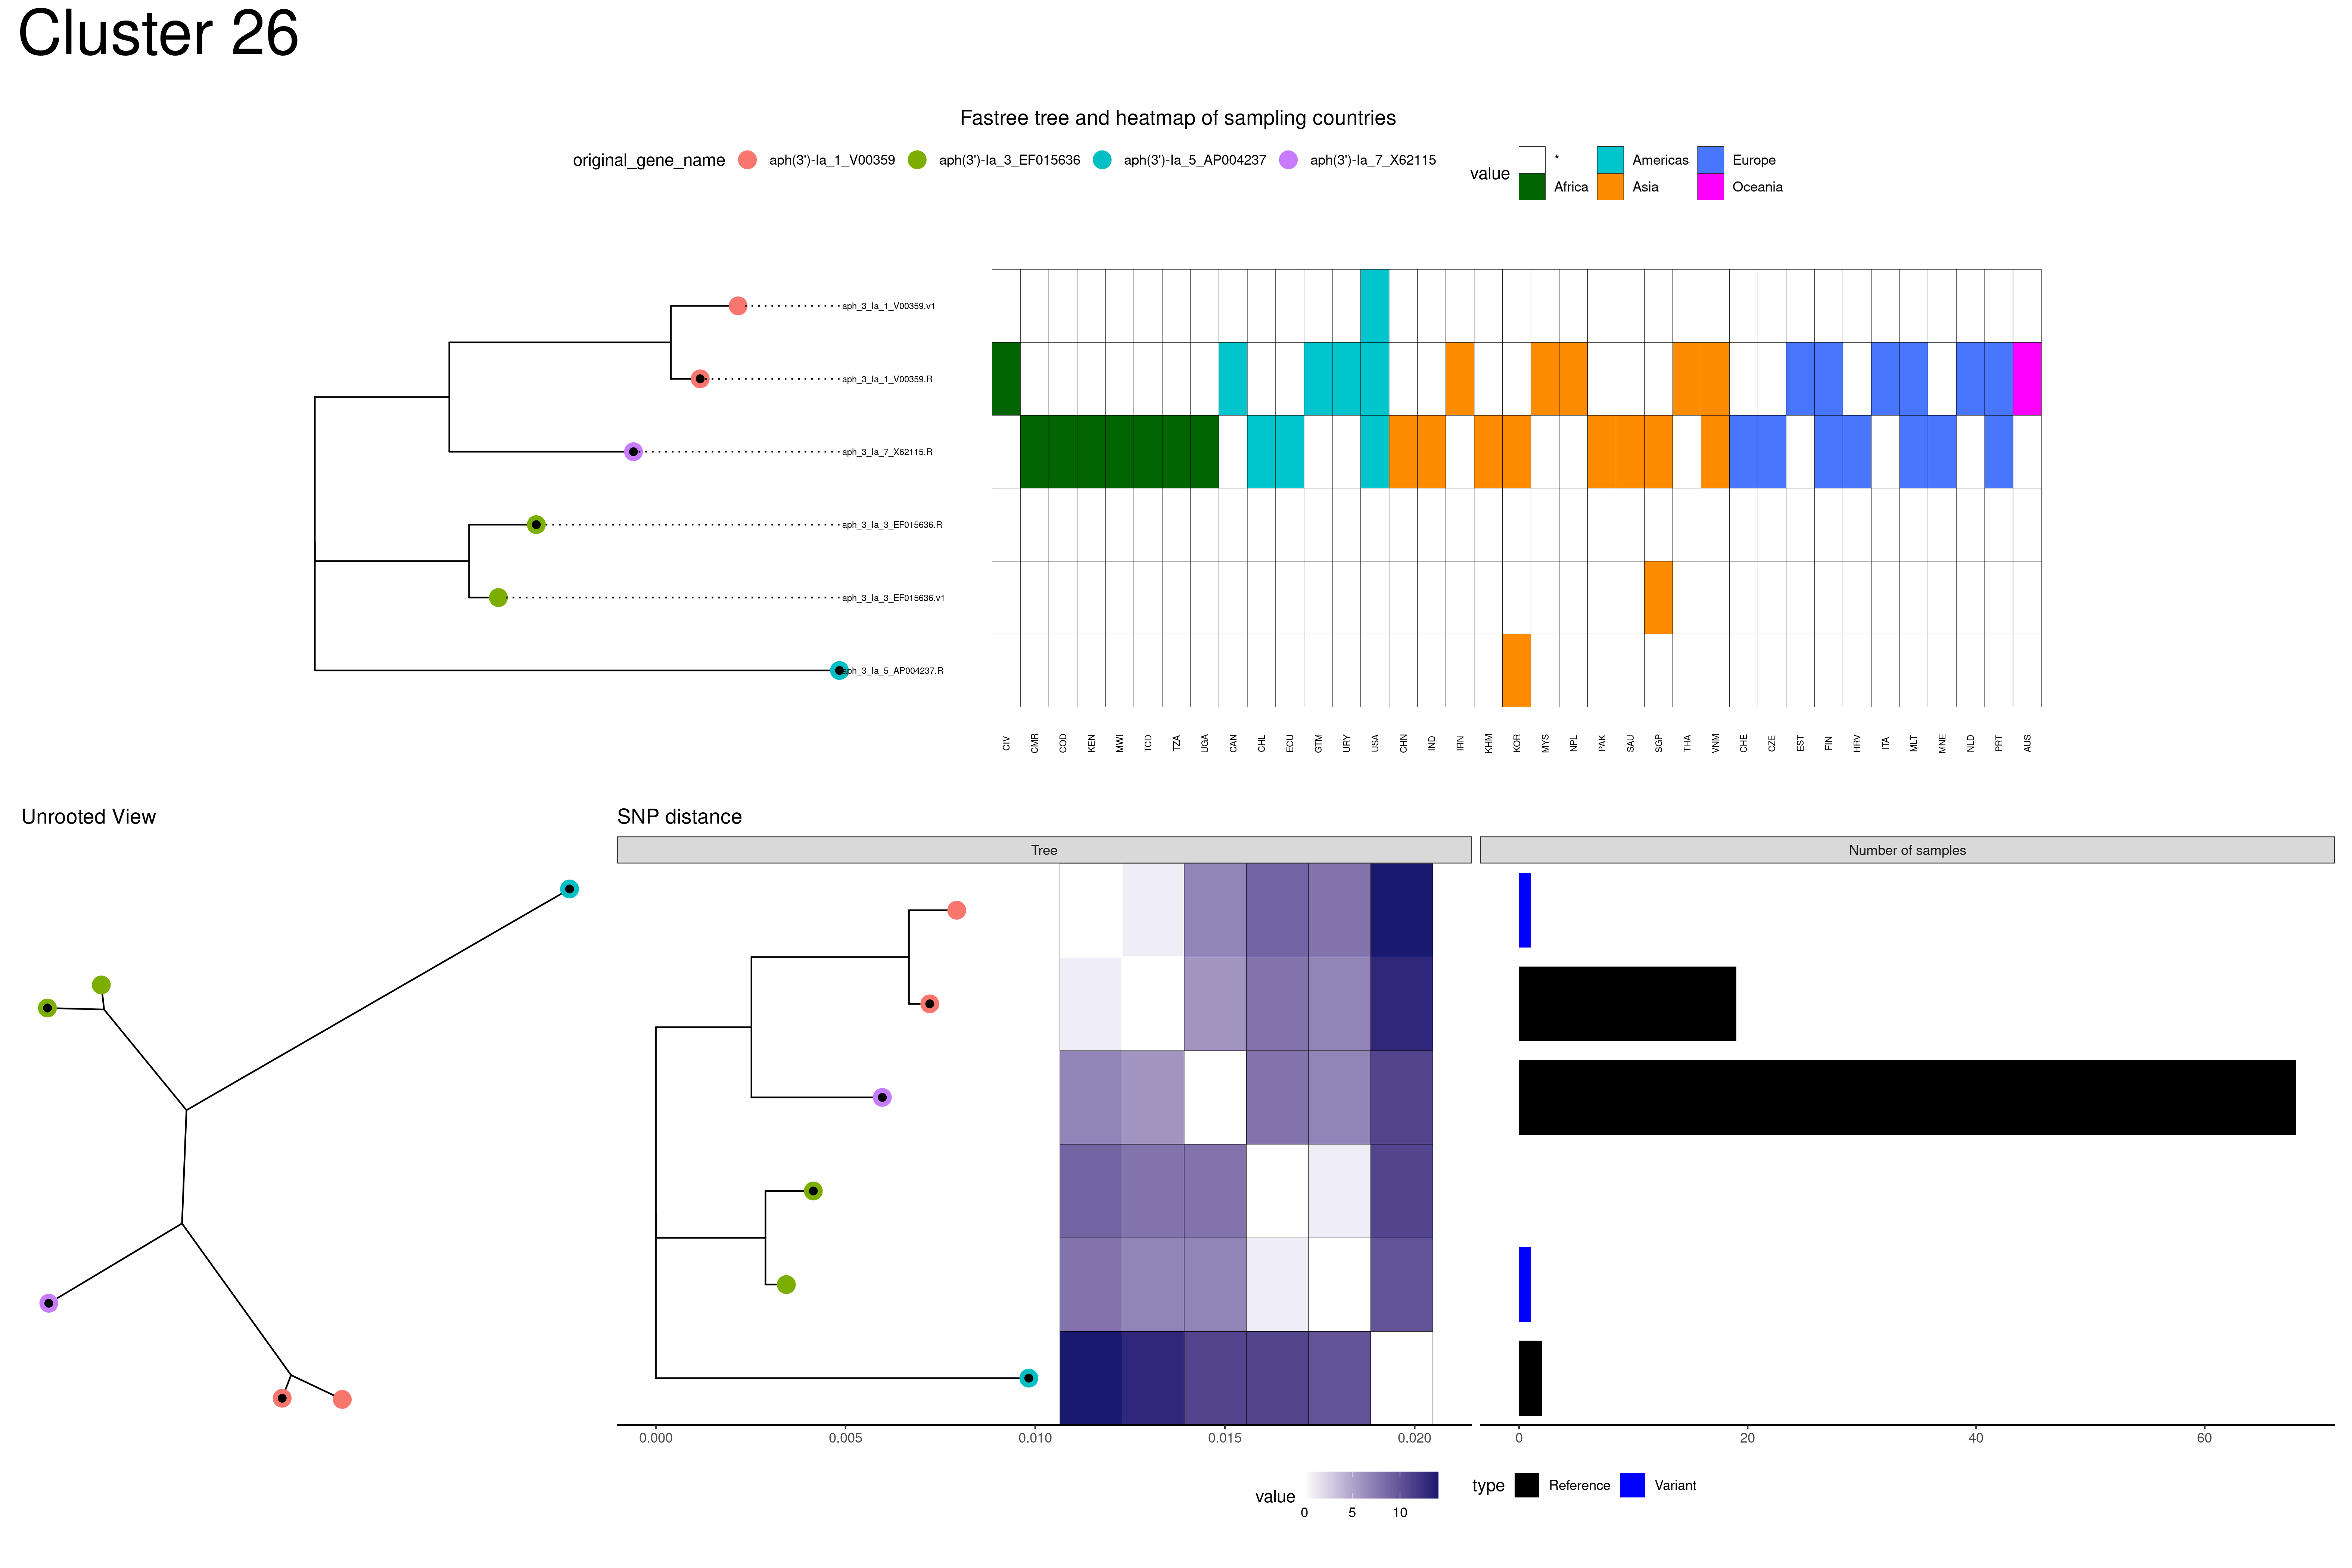 Cluster 26
Fastree tree and heatmap of sampling countries
original_gene_name aph(3')-Ia_1_V00359 aph(3')-Ia_3_EF015636 aph(3')-Ia_5_AP004237 aph(3')-Ia_7_X62115
value * Americas Europe
Africa Asia Oceania
aph_3_Ia_1_V00359.v1
aph_3_Ia_1_V00359.R
aph_3_Ia_7_X62115.R
aph_3_Ia_3_EF015636.R
aph_3_Ia_3_EF015636.v1
aph_3_Ia_5_AP004237.R
CIV CMR COD KEN MWI TCD TZA UGA CAN CHL ECU GTM URY USA CHN IND IRN KHM KOR MYS NPL PAK SAU SGP THA VNM CHE CZE EST FIN HRV ITA MLT MNE NLD PRT AUS
Unrooted View
SNP distance
Tree
Number of samples
0.000 0.005 0.010 0.015 0.020
0 20 40 60
value
0 5 10
type Reference Variant